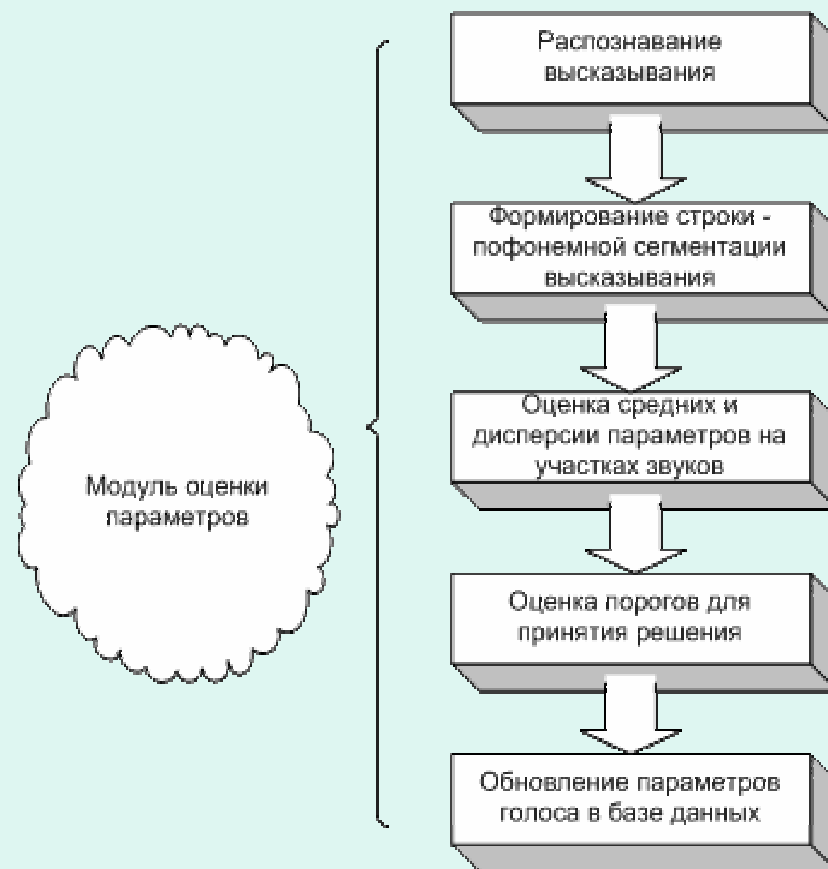 Распознавание
высказывания
Формирование строки -
пофонемной сегментации
высказывания
Оценка средних и
дисперсии параметров на
участках звуков
Модуль оценки
параметров
Оценка порогов для
принятия решения
Обновление параметров
голоса в базе данных